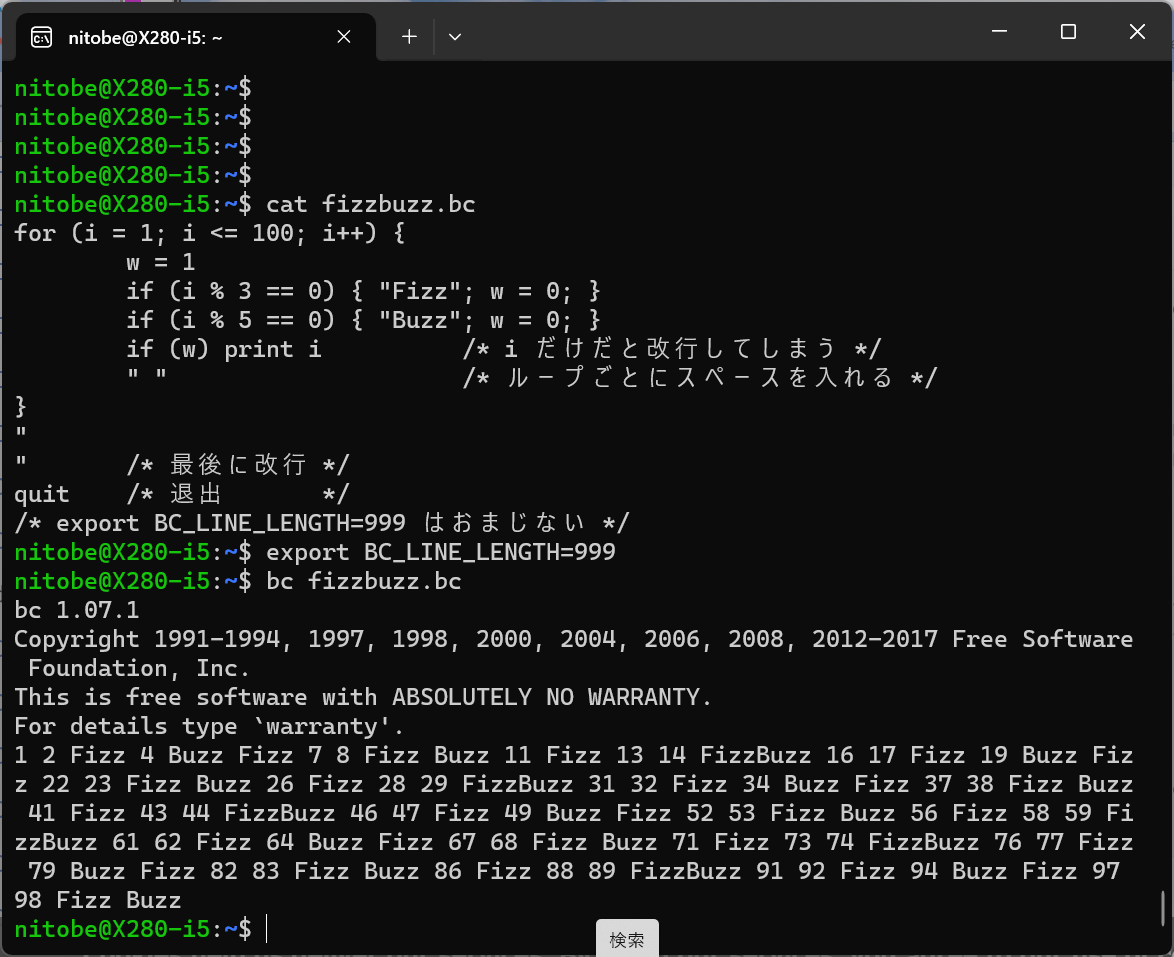 nitobe@X280-i5: ~
nitobe@X280-i5:~$
nitobe@X280-i5:~$
nitobe@X280-i5:~$
nitobe@X280-i5:~$
nitobe@X280-i5:~$ cat fizzbuzz.bc
for (i = 1; i <= 100; i++) {
        w = 1
        if (i % 3 == 0) { "Fizz"; w = 0; }
        if (i % 5 == 0) { "Buzz"; w = 0; }
        if (w) print i          /* i だけだと改行してしまう */
        " "                     /* ループごとにスペースを入れる */
}
"
"       /* 最後に改行 */
quit    /* 退出       */
/* export BC_LINE_LENGTH=999 はおまじない */
nitobe@X280-i5:~$ export BC_LINE_LENGTH=999
nitobe@X280-i5:~$ bc fizzbuzz.bc
bc 1.07.1
Copyright 1991-1994, 1997, 1998, 2000, 2004, 2006, 2008, 2012-2017 Free Software
 Foundation, Inc.
This is free software with ABSOLUTELY NO WARRANTY.
For details type `warranty'.
1 2 Fizz 4 Buzz Fizz 7 8 Fizz Buzz 11 Fizz 13 14 FizzBuzz 16 17 Fizz 19 Buzz Fiz
z 22 23 Fizz Buzz 26 Fizz 28 29 FizzBuzz 31 32 Fizz 34 Buzz Fizz 37 38 Fizz Buzz
 41 Fizz 43 44 FizzBuzz 46 47 Fizz 49 Buzz Fizz 52 53 Fizz Buzz 56 Fizz 58 59 Fi
zzBuzz 61 62 Fizz 64 Buzz Fizz 67 68 Fizz Buzz 71 Fizz 73 74 FizzBuzz 76 77 Fizz
 79 Buzz Fizz 82 83 Fizz Buzz 86 Fizz 88 89 FizzBuzz 91 92 Fizz 94 Buzz Fizz 97
98 Fizz Buzz
nitobe@X280-i5:~$
検索